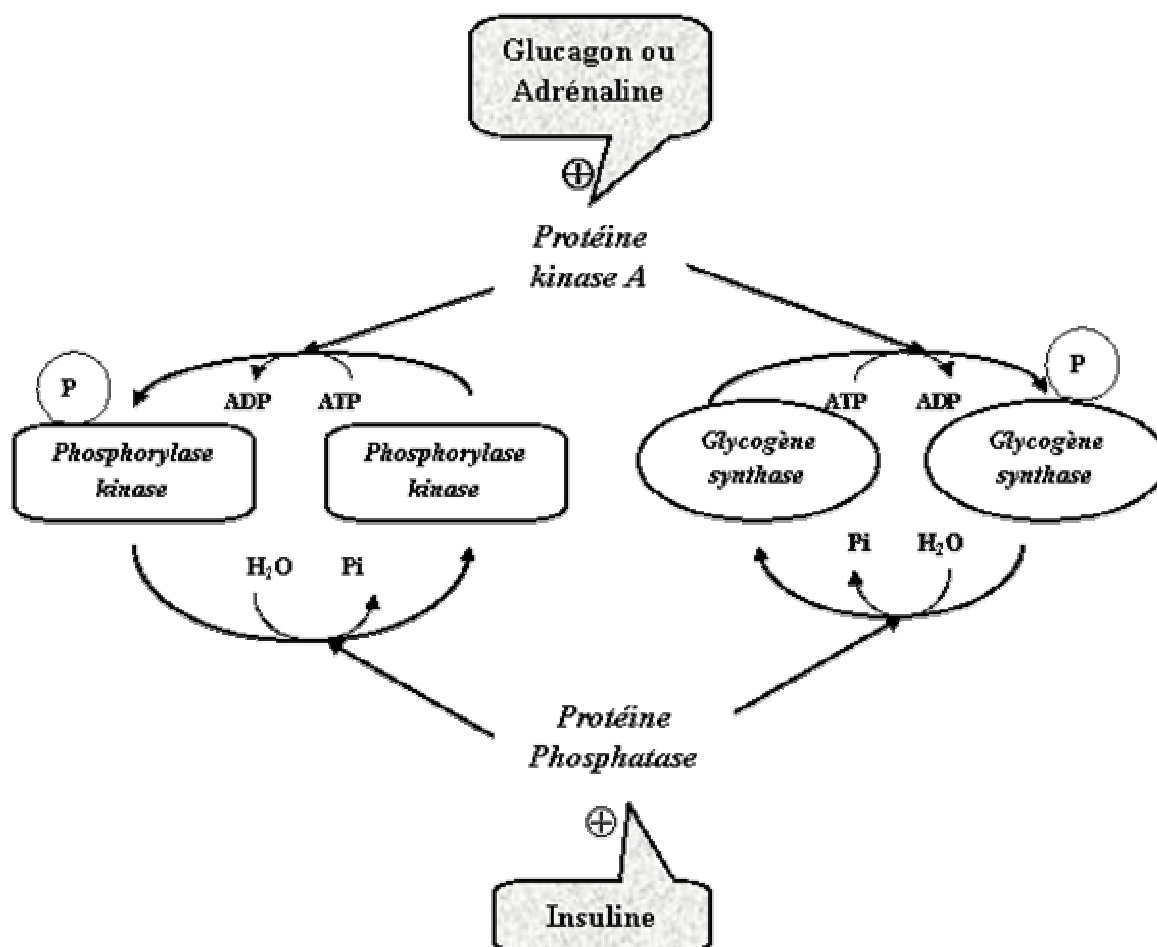 Glucagon ou
Adrénaline
⊕
Protéine
kinase A
P
ADP ATP
Phosphorylase
kinase
Phosphorylase
kinase
H₂O Pi
P
ATP ADP
Glycogène
synthase
Glycogène
synthase
Pi H₂O
Protéine
Phosphatase
⊕
Insuline